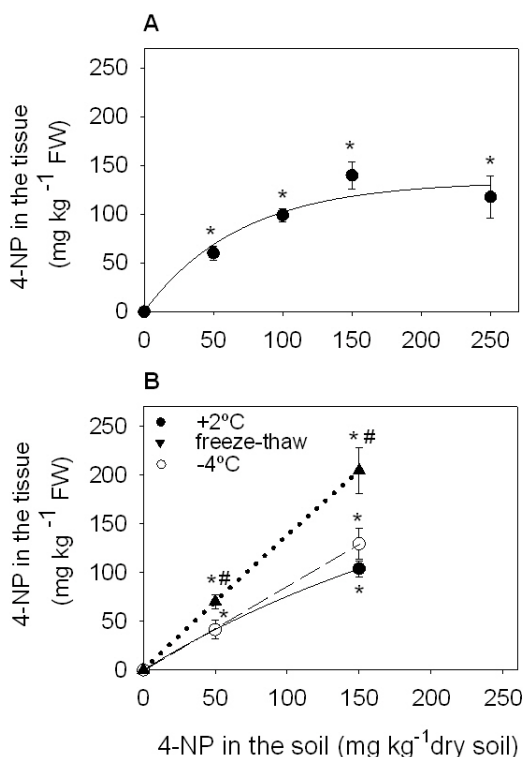 A
4-NP in the tissue
(mg kg⁻¹ FW)
250
200
150
100
50
0
*
*
*
*
0 50 100 150 200 250
B
4-NP in the tissue
(mg kg⁻¹ FW)
+2ºC
freeze-thaw
-4ºC
250
200
150
100
50
0
*#
*
*#
*
*
0 50 100 150 200 250
4-NP in the soil (mg kg⁻¹dry soil)